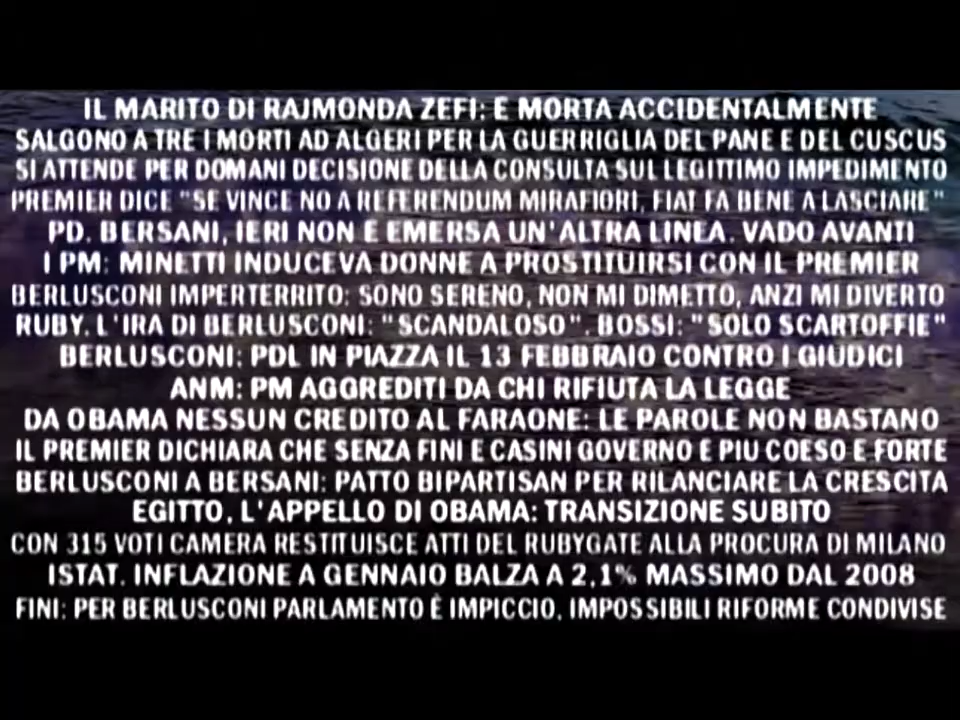 IL MARITO DI RAJMONDA ZEFI: E MORTA ACCIDENTALMENTE
SALGONO A TRE I MORTI AD ALGERI PER LA GUERRIGLIA DEL PANE E DEL CUSCUS
SI ATTENDE PER DOMANI DECISIONE DELLA CONSULTA SUL LEGITTIMO IMPEDIMENTO
PREMIER DICE "SE VINCE NO A REFERENDUM MIRAFIORI, FIAT FA BENE A LASCIARE"
PD. BERSANI, IERI NON E EMERSA UN'ALTRA LINEA. VADO AVANTI
I PM: MINETTI INDUCEVA DONNE A PROSTITUIRSI CON IL PREMIER
BERLUSCONI IMPERTERRITO: SONO SERENO, NON MI DIMETTO, ANZI MI DIVERTO
RUBY. L'IRA DI BERLUSCONI: "SCANDALOSO". BOSSI: "SOLO SCARTOFFIE"
BERLUSCONI: PDL IN PIAZZA IL 13 FEBBRAIO CONTRO I GIUDICI
ANM: PM AGGREDITI DA CHI RIFIUTA LA LEGGE
DA OBAMA NESSUN CREDITO AL FARAONE: LE PAROLE NON BASTANO
IL PREMIER DICHIARA CHE SENZA FINI E CASINI GOVERNO E PIU COESO E FORTE
BERLUSCONI A BERSANI: PATTO BIPARTISAN PER RILANCIARE LA CRESCITA
EGITTO. L'APPELLO DI OBAMA: TRANSIZIONE SUBITO
CON 315 VOTI CAMERA RESTITUISCE ATTI DEL RUBYGATE ALLA PROCURA DI MILANO
ISTAT. INFLAZIONE A GENNAIO BALZA A 2,1% MASSIMO DAL 2008
FINI: PER BERLUSCONI PARLAMENTO È IMPICCIO. IMPOSSIBILI RIFORME CONDIVISE